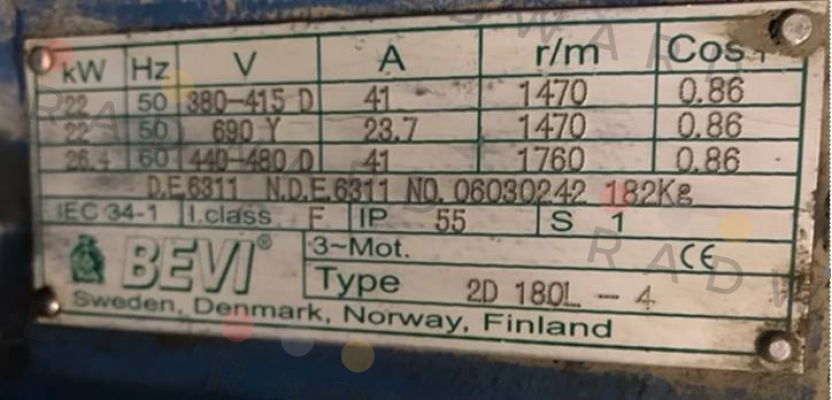 kW Hz V A r/m Cos
22 50 380-415 D 41 1470 0.86
22 50 690 Y 23.7 1470 0.86
26.4 60 440-480 D 41 1760 0.86
D.E.6311 N.D.E.6311 NO. 06030242 182Kg
IEC 34-1 I.class F IP 55 S 1
BEVI®
3~Mot. CE
Type 2D 180L - 4
Sweden, Denmark, Norway, Finland